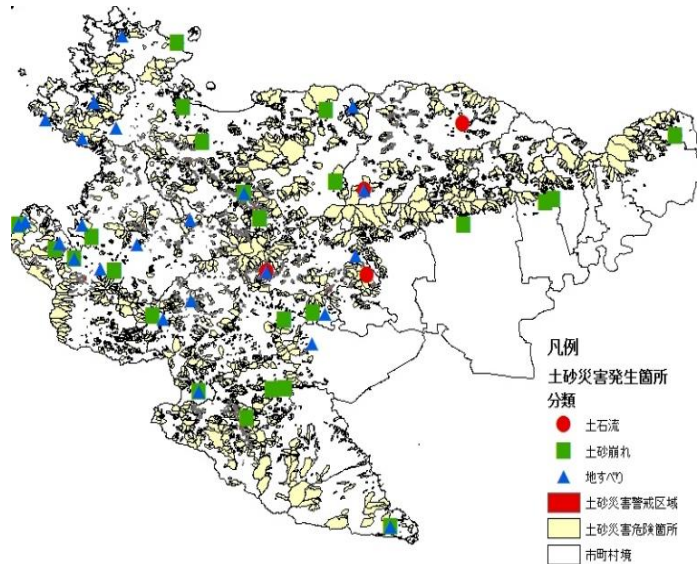 凡例
土砂災害発生箇所
分類
土石流
土砂崩れ
地すべり
土砂災害警戒区域
土砂災害危険箇所
市町村境